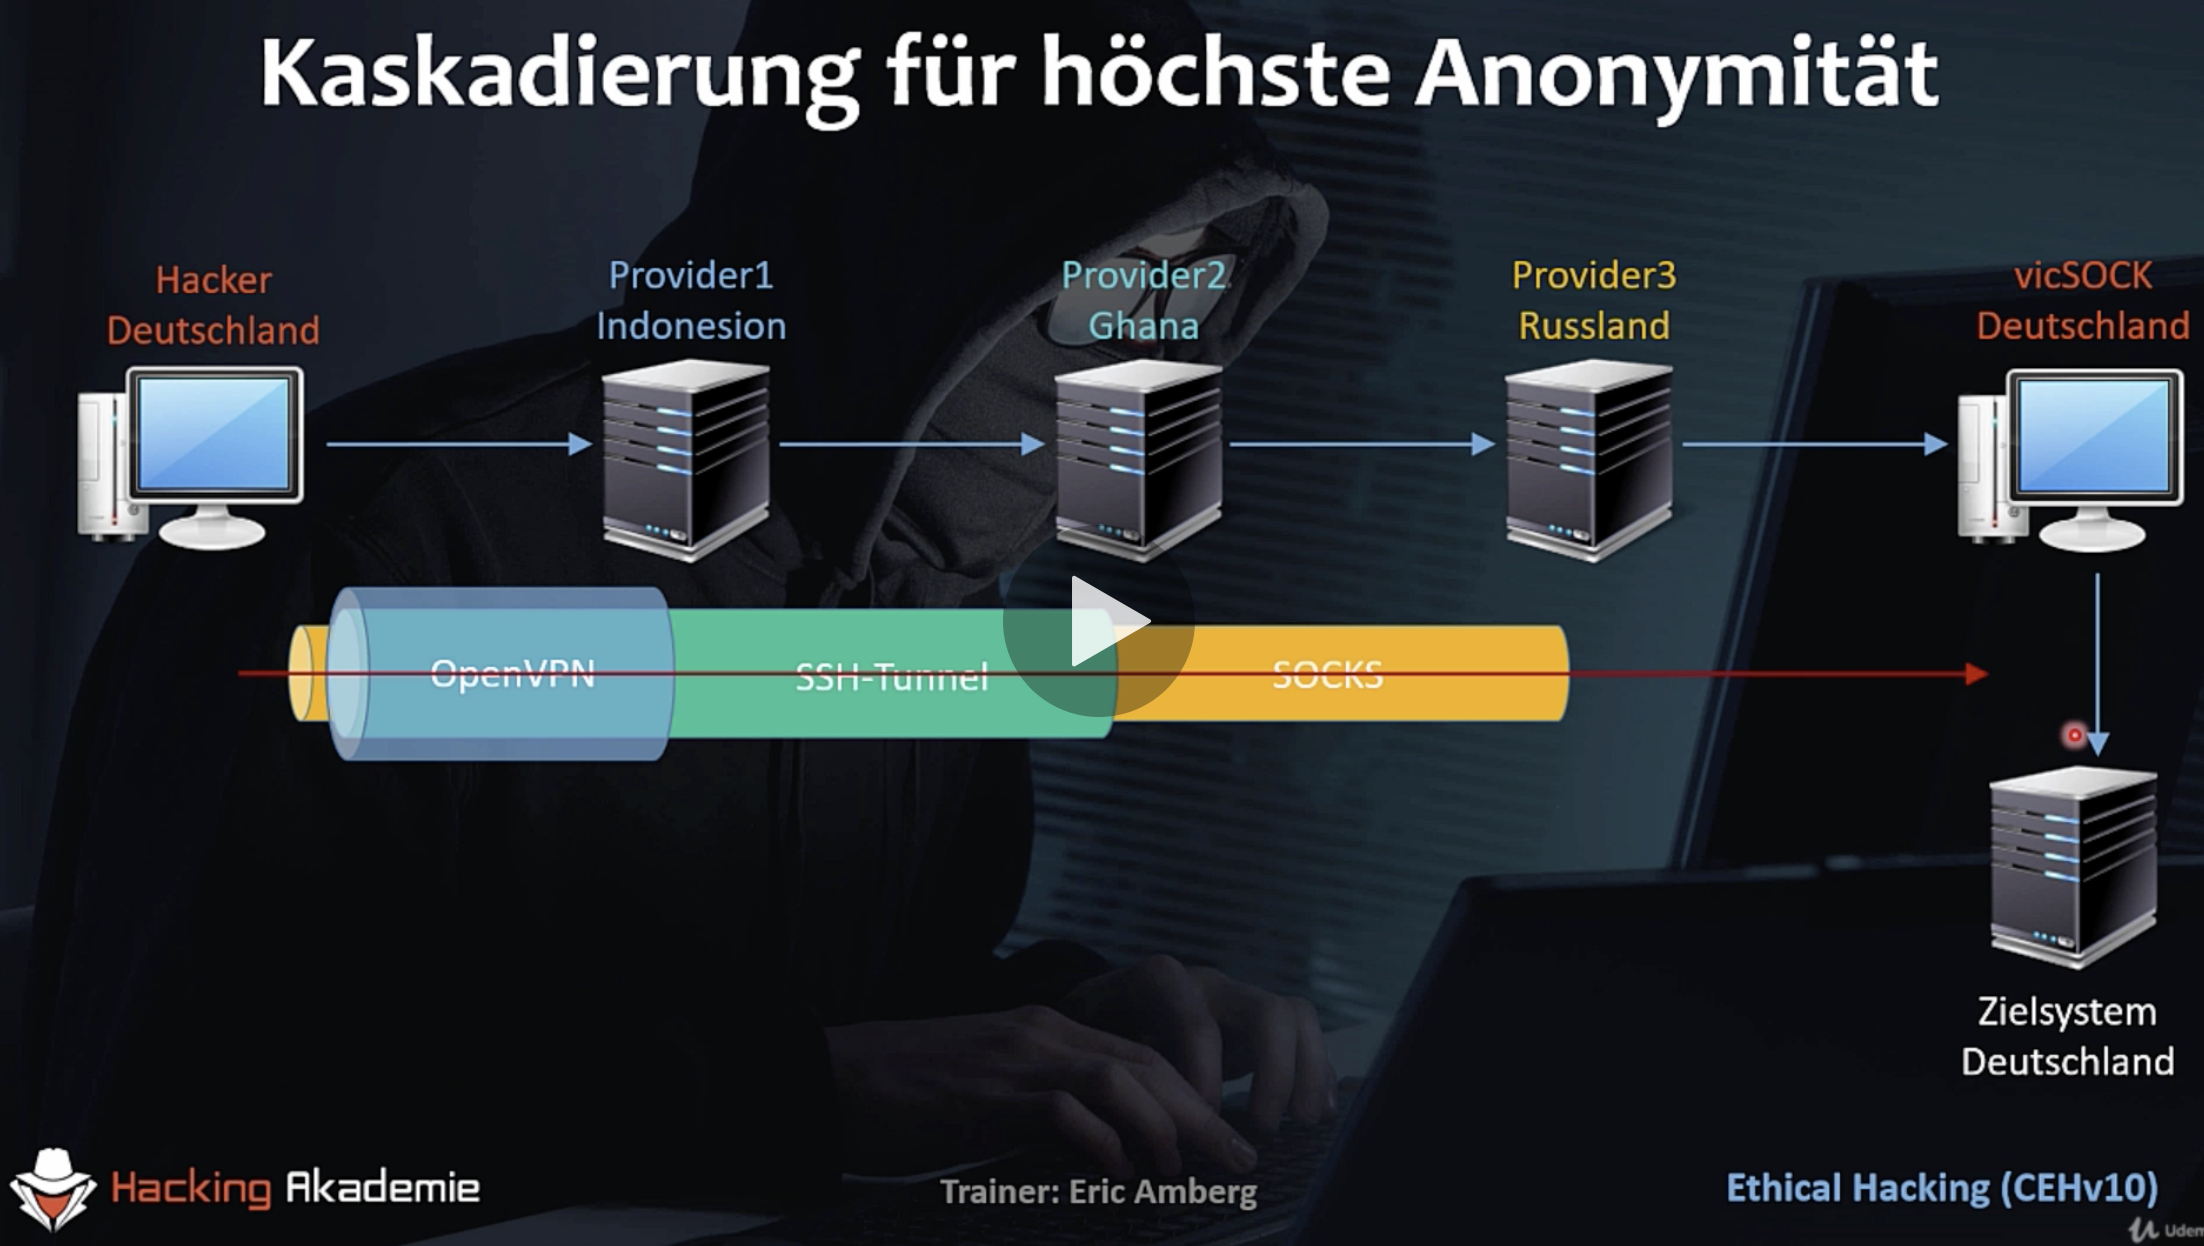 Kaskadierung für höchste Anonymität
Hacker
Deutschland
Provider1
Indonesion
Provider2
Ghana
Provider3
Russland
vicSOCK
Deutschland
OpenVPN
SSH-Tunnel
SOCKS
Zielsystem
Deutschland
Hacking Akademie
Trainer: Eric Amberg
Ethical Hacking (CEHv10)